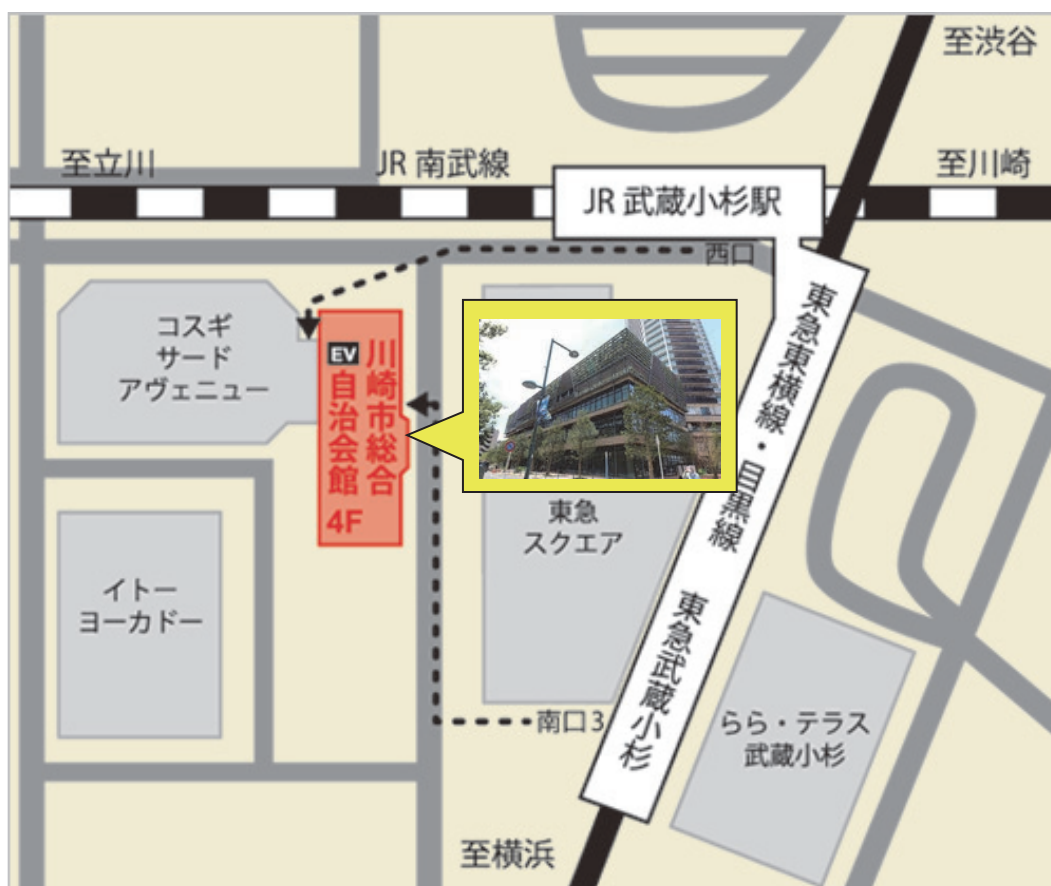 至渋谷
至立川
JR 南武線
至川崎
JR 武蔵小杉駅
西口
コスギ
サード
アヴェニュー
EV
川崎市総合
自治会館
4F
東急東横線・目黒線
東急武蔵小杉
東急
スクエア
イトー
ヨーカドー
南口3
らら・テラス
武蔵小杉
至横浜